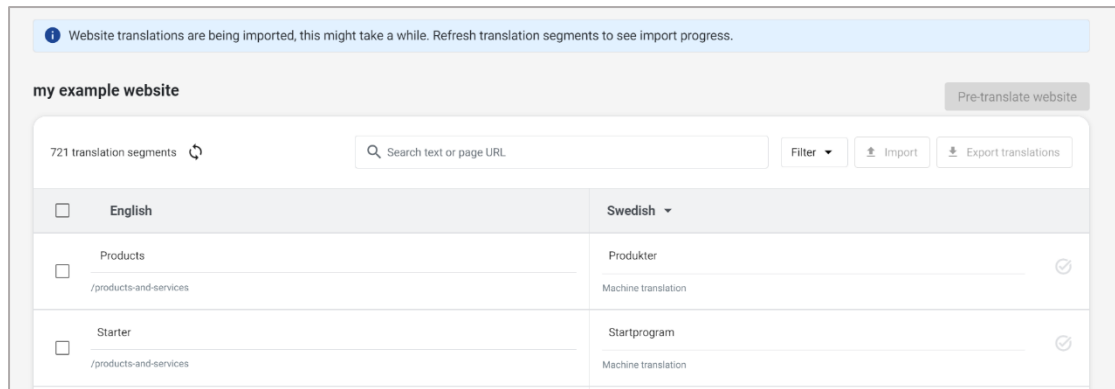 Website translations are being imported, this might take a while. Refresh translation segments to see import progress.
my example website
Pre-translate website
721 translation segments
Search text or page URL
Filter
Import
Export translations
English
Swedish
Products
Produkter
/products-and-services
Machine translation
Starter
Startprogram
/products-and-services
Machine translation